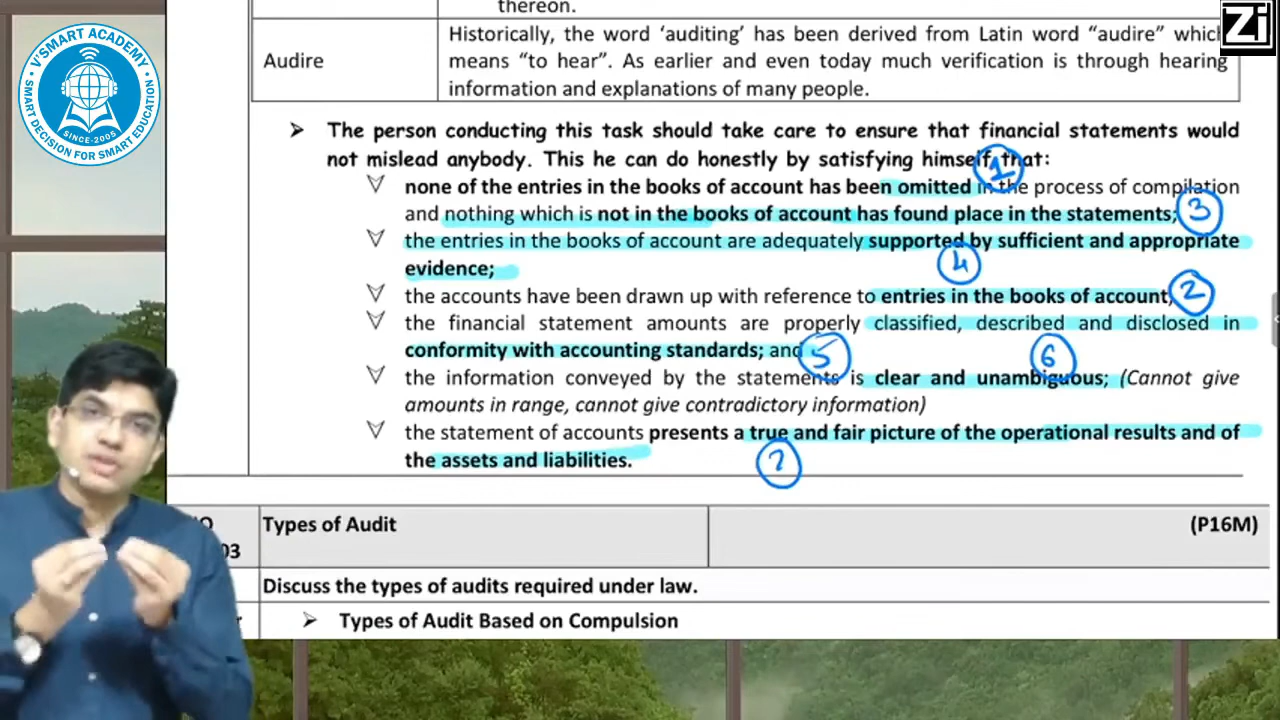 V'SMART ACADEMY
SMART DECISION FOR SMART EDUCATION
SINCE-2005
Zi
thereon.
Audire
Historically, the word 'auditing' has been derived from Latin word "audire" which
means "to hear". As earlier and even today much verification is through hearing
information and explanations of many people.
➤ The person conducting this task should take care to ensure that financial statements would
not mislead anybody. This he can do honestly by satisfying himself that:
1
none of the entries in the books of account has been omitted in the process of compilation
and nothing which is not in the books of account has found place in the statements; 3
the entries in the books of account are adequately supported by sufficient and appropriate
evidence; 4
the accounts have been drawn up with reference to entries in the books of account; 2
the financial statement amounts are properly classified, described and disclosed in
conformity with accounting standards; and 5 6
the information conveyed by the statements is clear and unambiguous; (Cannot give
amounts in range, cannot give contradictory information)
the statement of accounts presents a true and fair picture of the operational results and of
the assets and liabilities. 7
03
Types of Audit
(P16M)
Discuss the types of audits required under law.
➤ Types of Audit Based on Compulsion